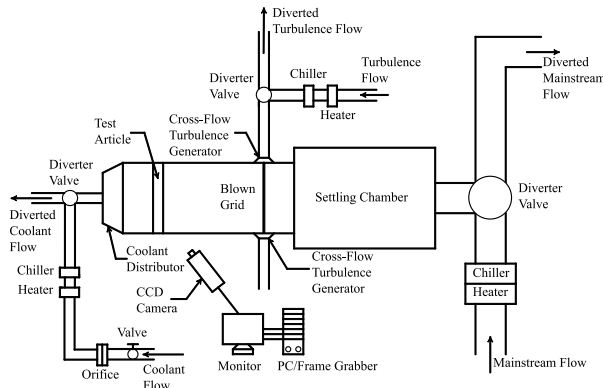 Diverted
Turbulence Flow
Diverter
Valve
Chiller
Turbulence
Flow
Heater
Diverted
Mainstream
Flow
Test
Article
Cross-Flow
Turbulence
Generator
Diverter
Valve
Blown
Grid
Settling Chamber
Diverter
Valve
Diverted
Coolant
Flow
Coolant
Distributor
Cross-Flow
Turbulence
Generator
Chiller
Heater
CCD
Camera
Chiller
Heater
Valve
Orifice
Coolant
Flow
Monitor
PC/Frame Grabber
Mainstream Flow